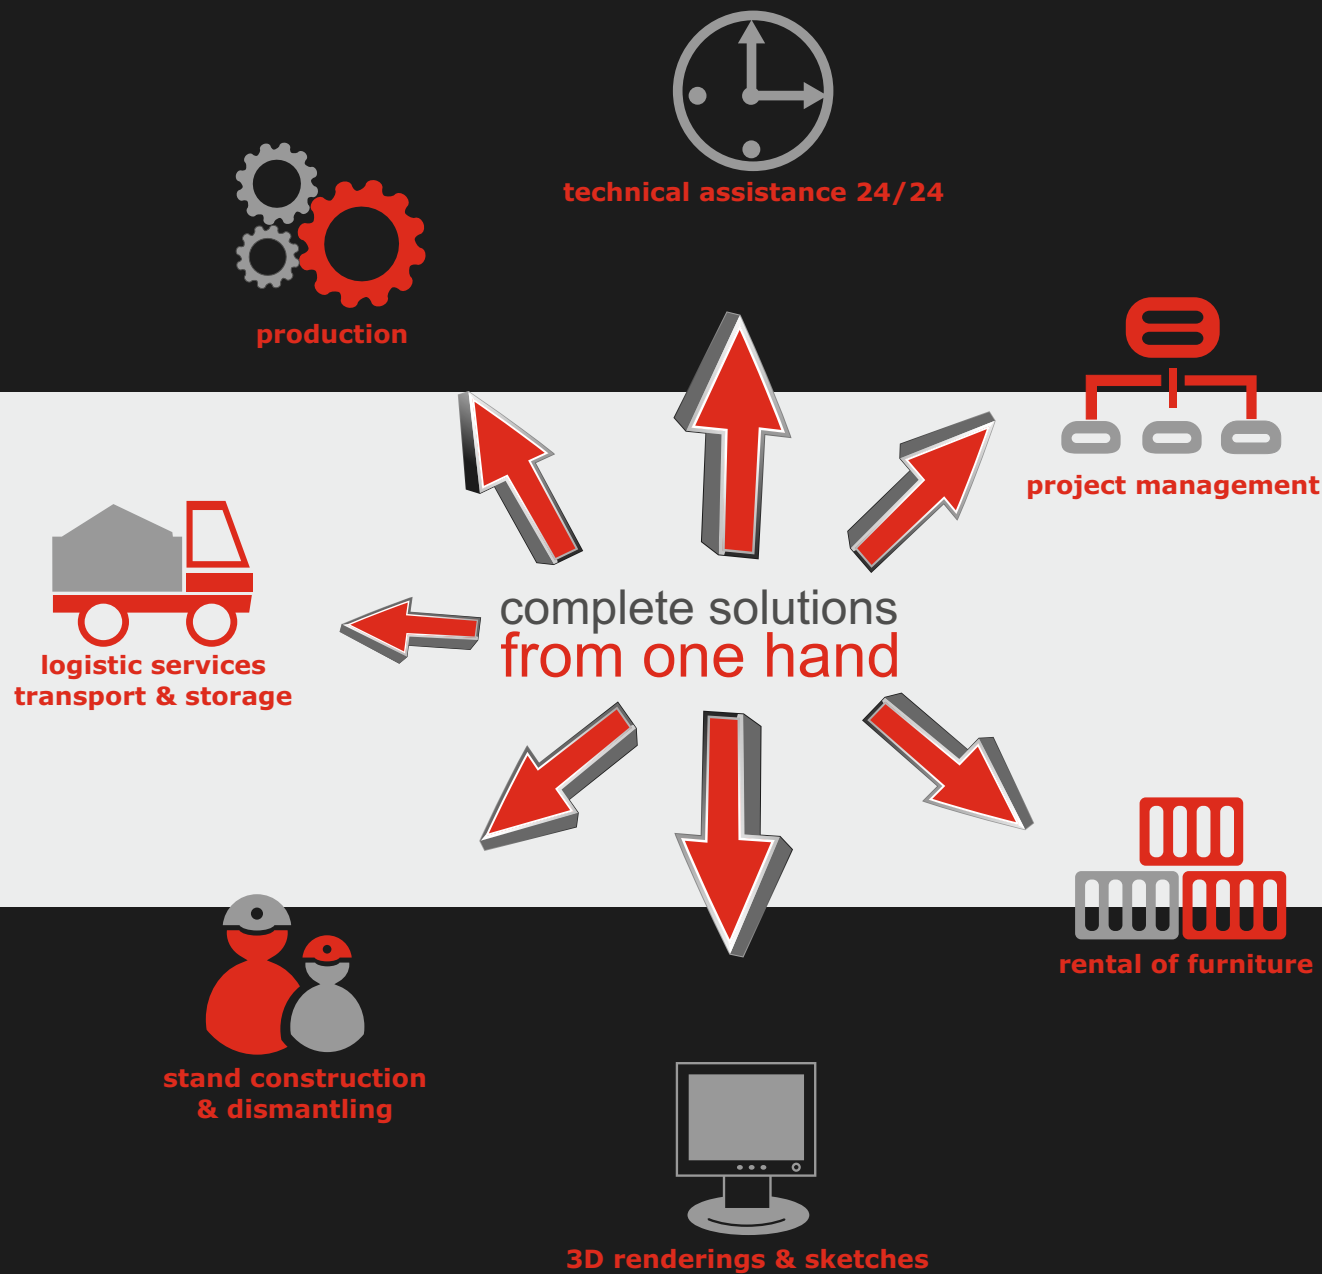 technical assistance 24/24
production
project management
complete solutions
from one hand
logistic services
transport & storage
rental of furniture
stand construction
& dismantling
3D renderings & sketches